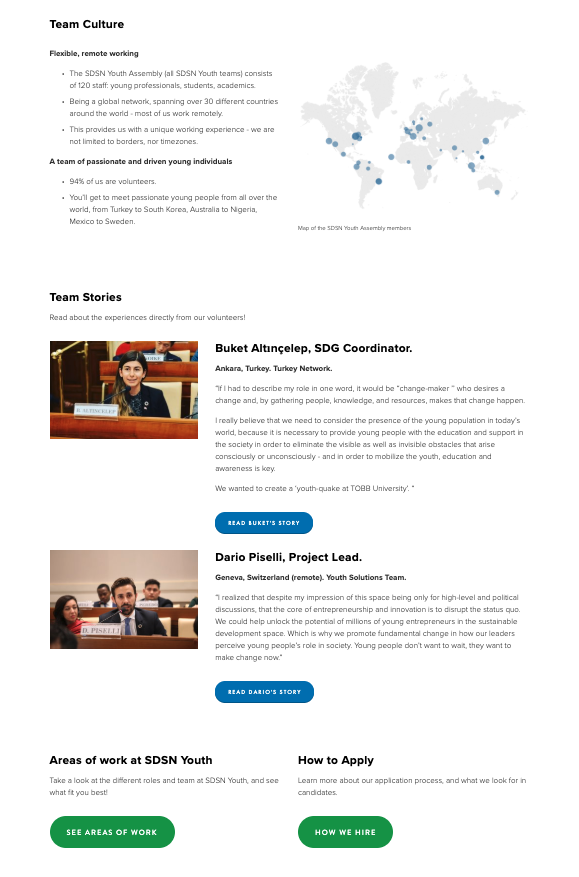 Team Culture
Flexible, remote working
• The SDSN Youth Assembly (all SDSN Youth teams) consists
of 120 staff: young professionals, students, academics.
• Being a global network, spanning over 30 different countries
around the world - most of us work remotely.
• This provides us with a unique working experience - we are
not limited to borders, nor timezones.
A team of passionate and driven young individuals
• 94% of us are volunteers.
• You'll get to meet passionate young people from all over the
world, from Turkey to South Korea, Australia to Nigeria,
Mexico to Sweden.
Map of the SDSN Youth Assembly members
Team Stories
Read about the experiences directly from our volunteers!
B. ALTINCELEP
Buket Altınçelep, SDG Coordinator.
Ankara, Turkey. Turkey Network.
"If I had to describe my role in one word, it would be "change-maker " who desires a
change and, by gathering people, knowledge, and resources, makes that change happen.
I really believe that we need to consider the presence of the young population in today's
world, because it is necessary to provide young people with the education and support in
the society in order to eliminate the visible as well as invisible obstacles that arise
consciously or unconsciously - and in order to mobilize the youth, education and
awareness is key.
We wanted to create a 'youth-quake at TOBB University'. "
READ BUKET'S STORY
D. PISELLI
Dario Piselli, Project Lead.
Geneva, Switzerland (remote). Youth Solutions Team.
"I realized that despite my impression of this space being only for high-level and political
discussions, that the core of entrepreneurship and innovation is to disrupt the status quo.
We could help unlock the potential of millions of young entrepreneurs in the sustainable
development space. Which is why we promote fundamental change in how our leaders
perceive young people's role in society. Young people don't want to wait, they want to
make change now."
READ DARIO'S STORY
Areas of work at SDSN Youth
Take a look at the different roles and team at SDSN Youth, and see
what fit you best!
SEE AREAS OF WORK
How to Apply
Learn more about our application process, and what we look for in
candidates.
HOW WE HIRE